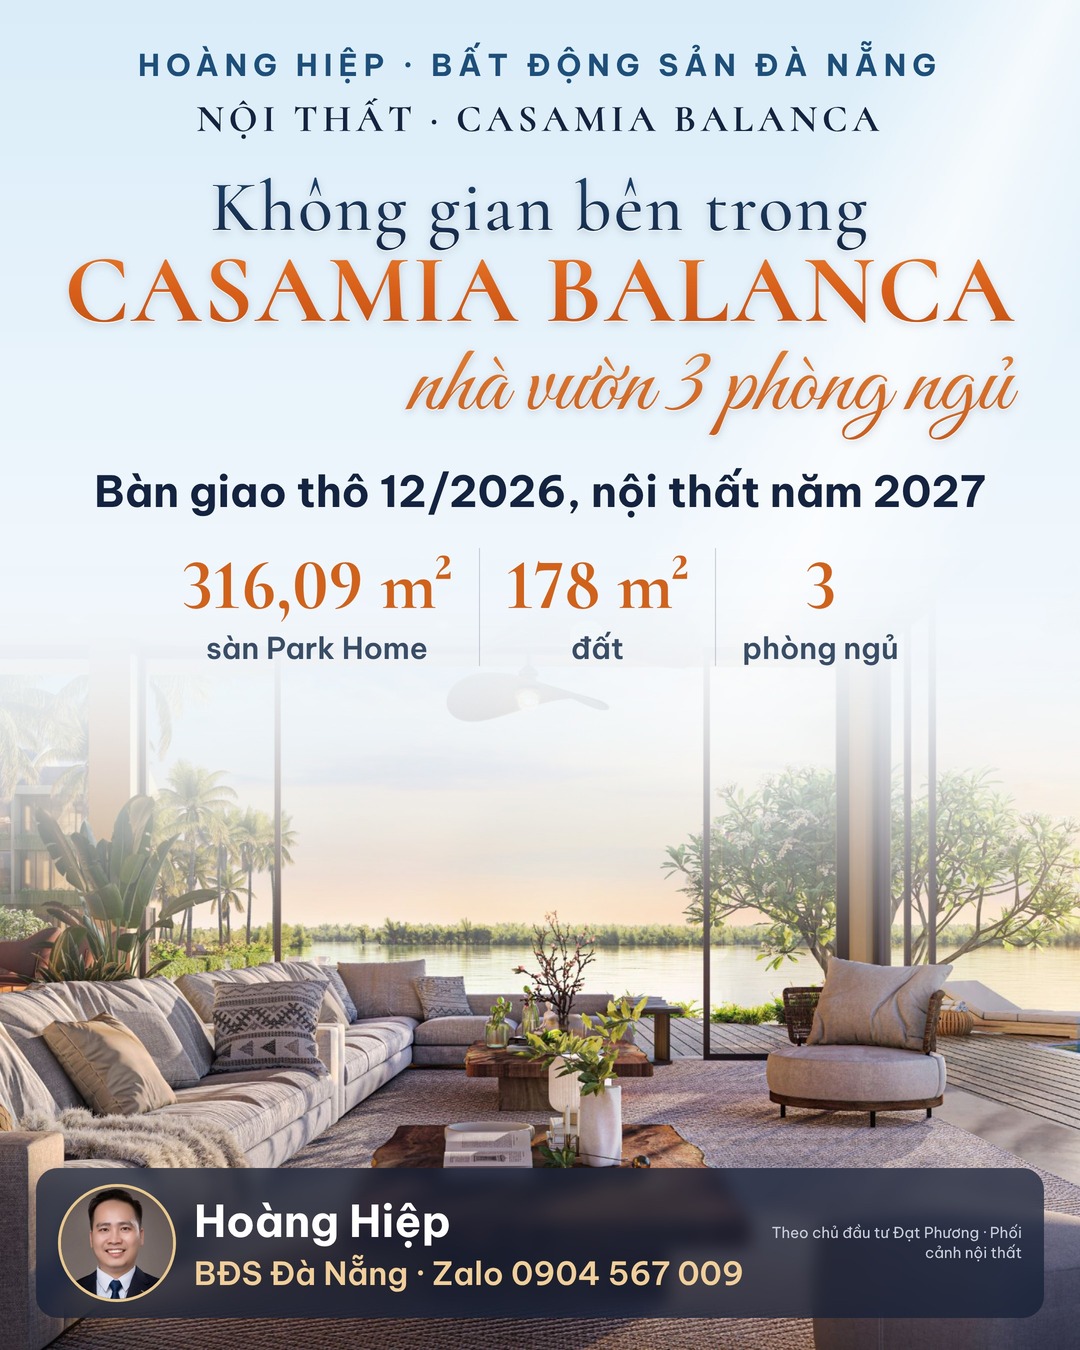 HOÀNG HIỆP · BẤT ĐỘNG SẢN ĐÀ NẴNG
NỘI THẤT · CASAMIA BALANCA
Không gian bên trong
CASAMIA BALANCA
nhà vườn 3 phòng ngủ
Bàn giao thô 12/2026, nội thất năm 2027
316,09 m² 178 m² 3
sàn Park Home đất phòng ngủ
Hoàng Hiệp
BĐS Đà Nẵng · Zalo 0904 567 009
Theo chủ đầu tư Đạt Phương · Phối
cảnh nội thất